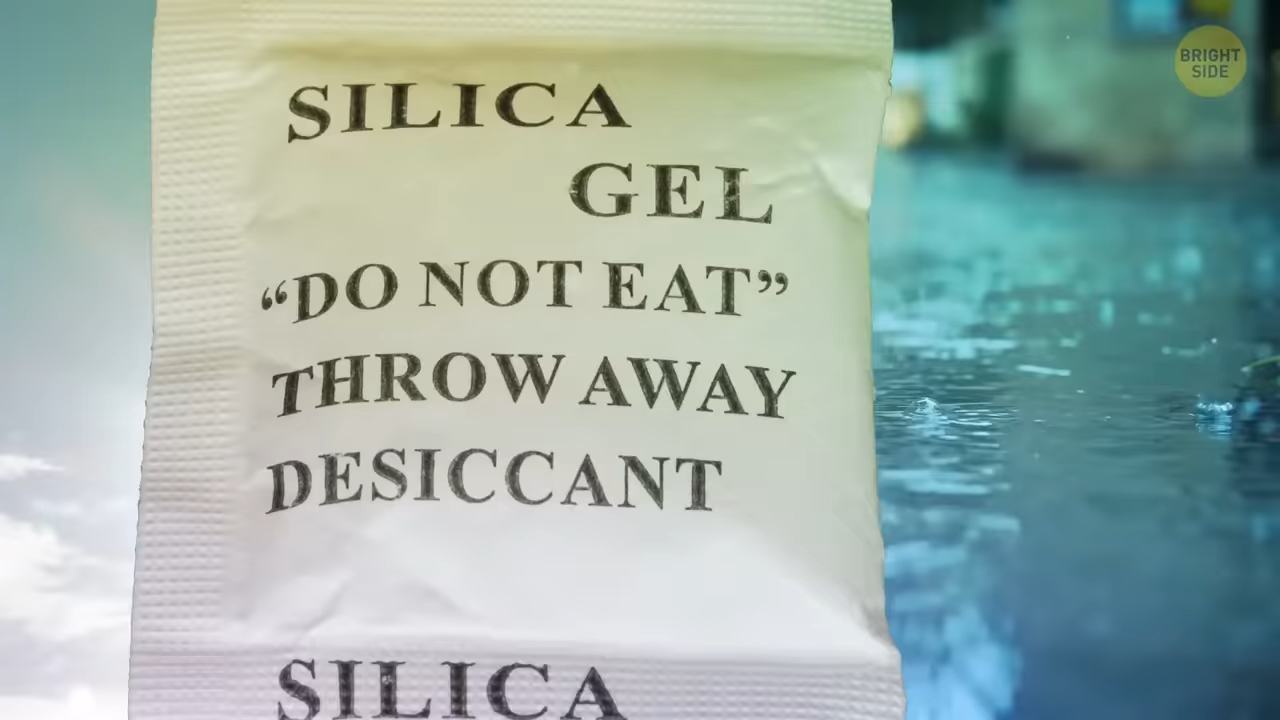 BRIGHT
SIDE
SILICA
GEL
“DO NOT EAT”
THROW AWAY
DESICCANT
SILICA